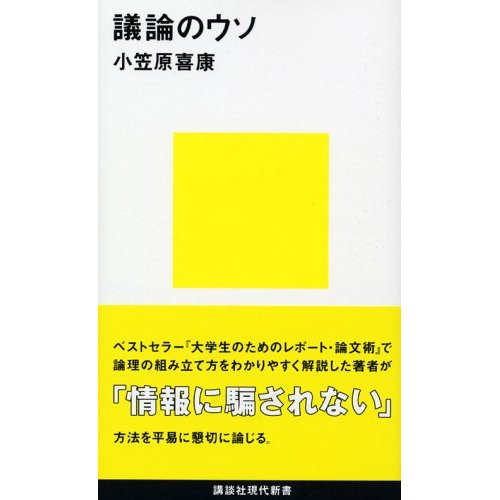 議論のウソ
小笠原喜康
ベストセラー『大学生のためのレポート・論文術』で
論理の組み立て方をわかりやすく解説した著者が
「情報に騙されない」
方法を平易に懇切に論じる。
講談社現代新書